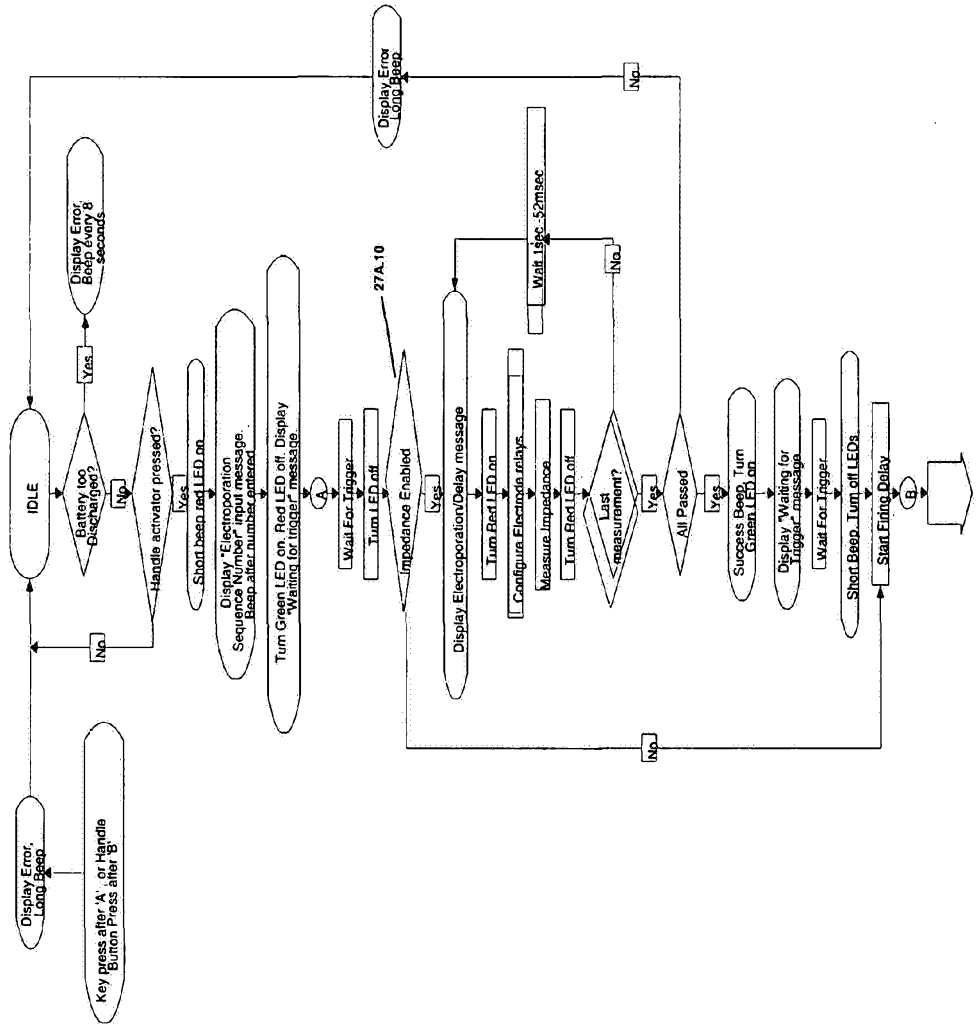 Display Error,
Long Beep
Key press after 'A' , or Handle
Button Press after 'B'
IDLE
Battery too
Discharged?
Yes
Display Error,
Beep every 8
seconds
No
Handle activator pressed?
No
Yes
Short beep red LED on
Display "Electroporation
Sequence Number input message.
Beep after number entered
Turn Green LED on. Red LED off. Display
"Waiting for trigger" message.
A
Wait For Trigger
Turn LED off
27A.10
Impedance Enabled
Yes
No
Display Electroporation/Delay message
Turn Red LED on
Configure Electrode relays
Measure Impedance
Turn Red LED off
Last
measurement?
No
Wait 1sec -52msec
Yes
All Passed
No
Display Error
Long Beep
Yes
Success Beep, Turn
Green LED on
Display "Waiting for
Trigger" message
Wait For Trigger
Short Beep. Turn off LEDs
Start Firing Delay
B